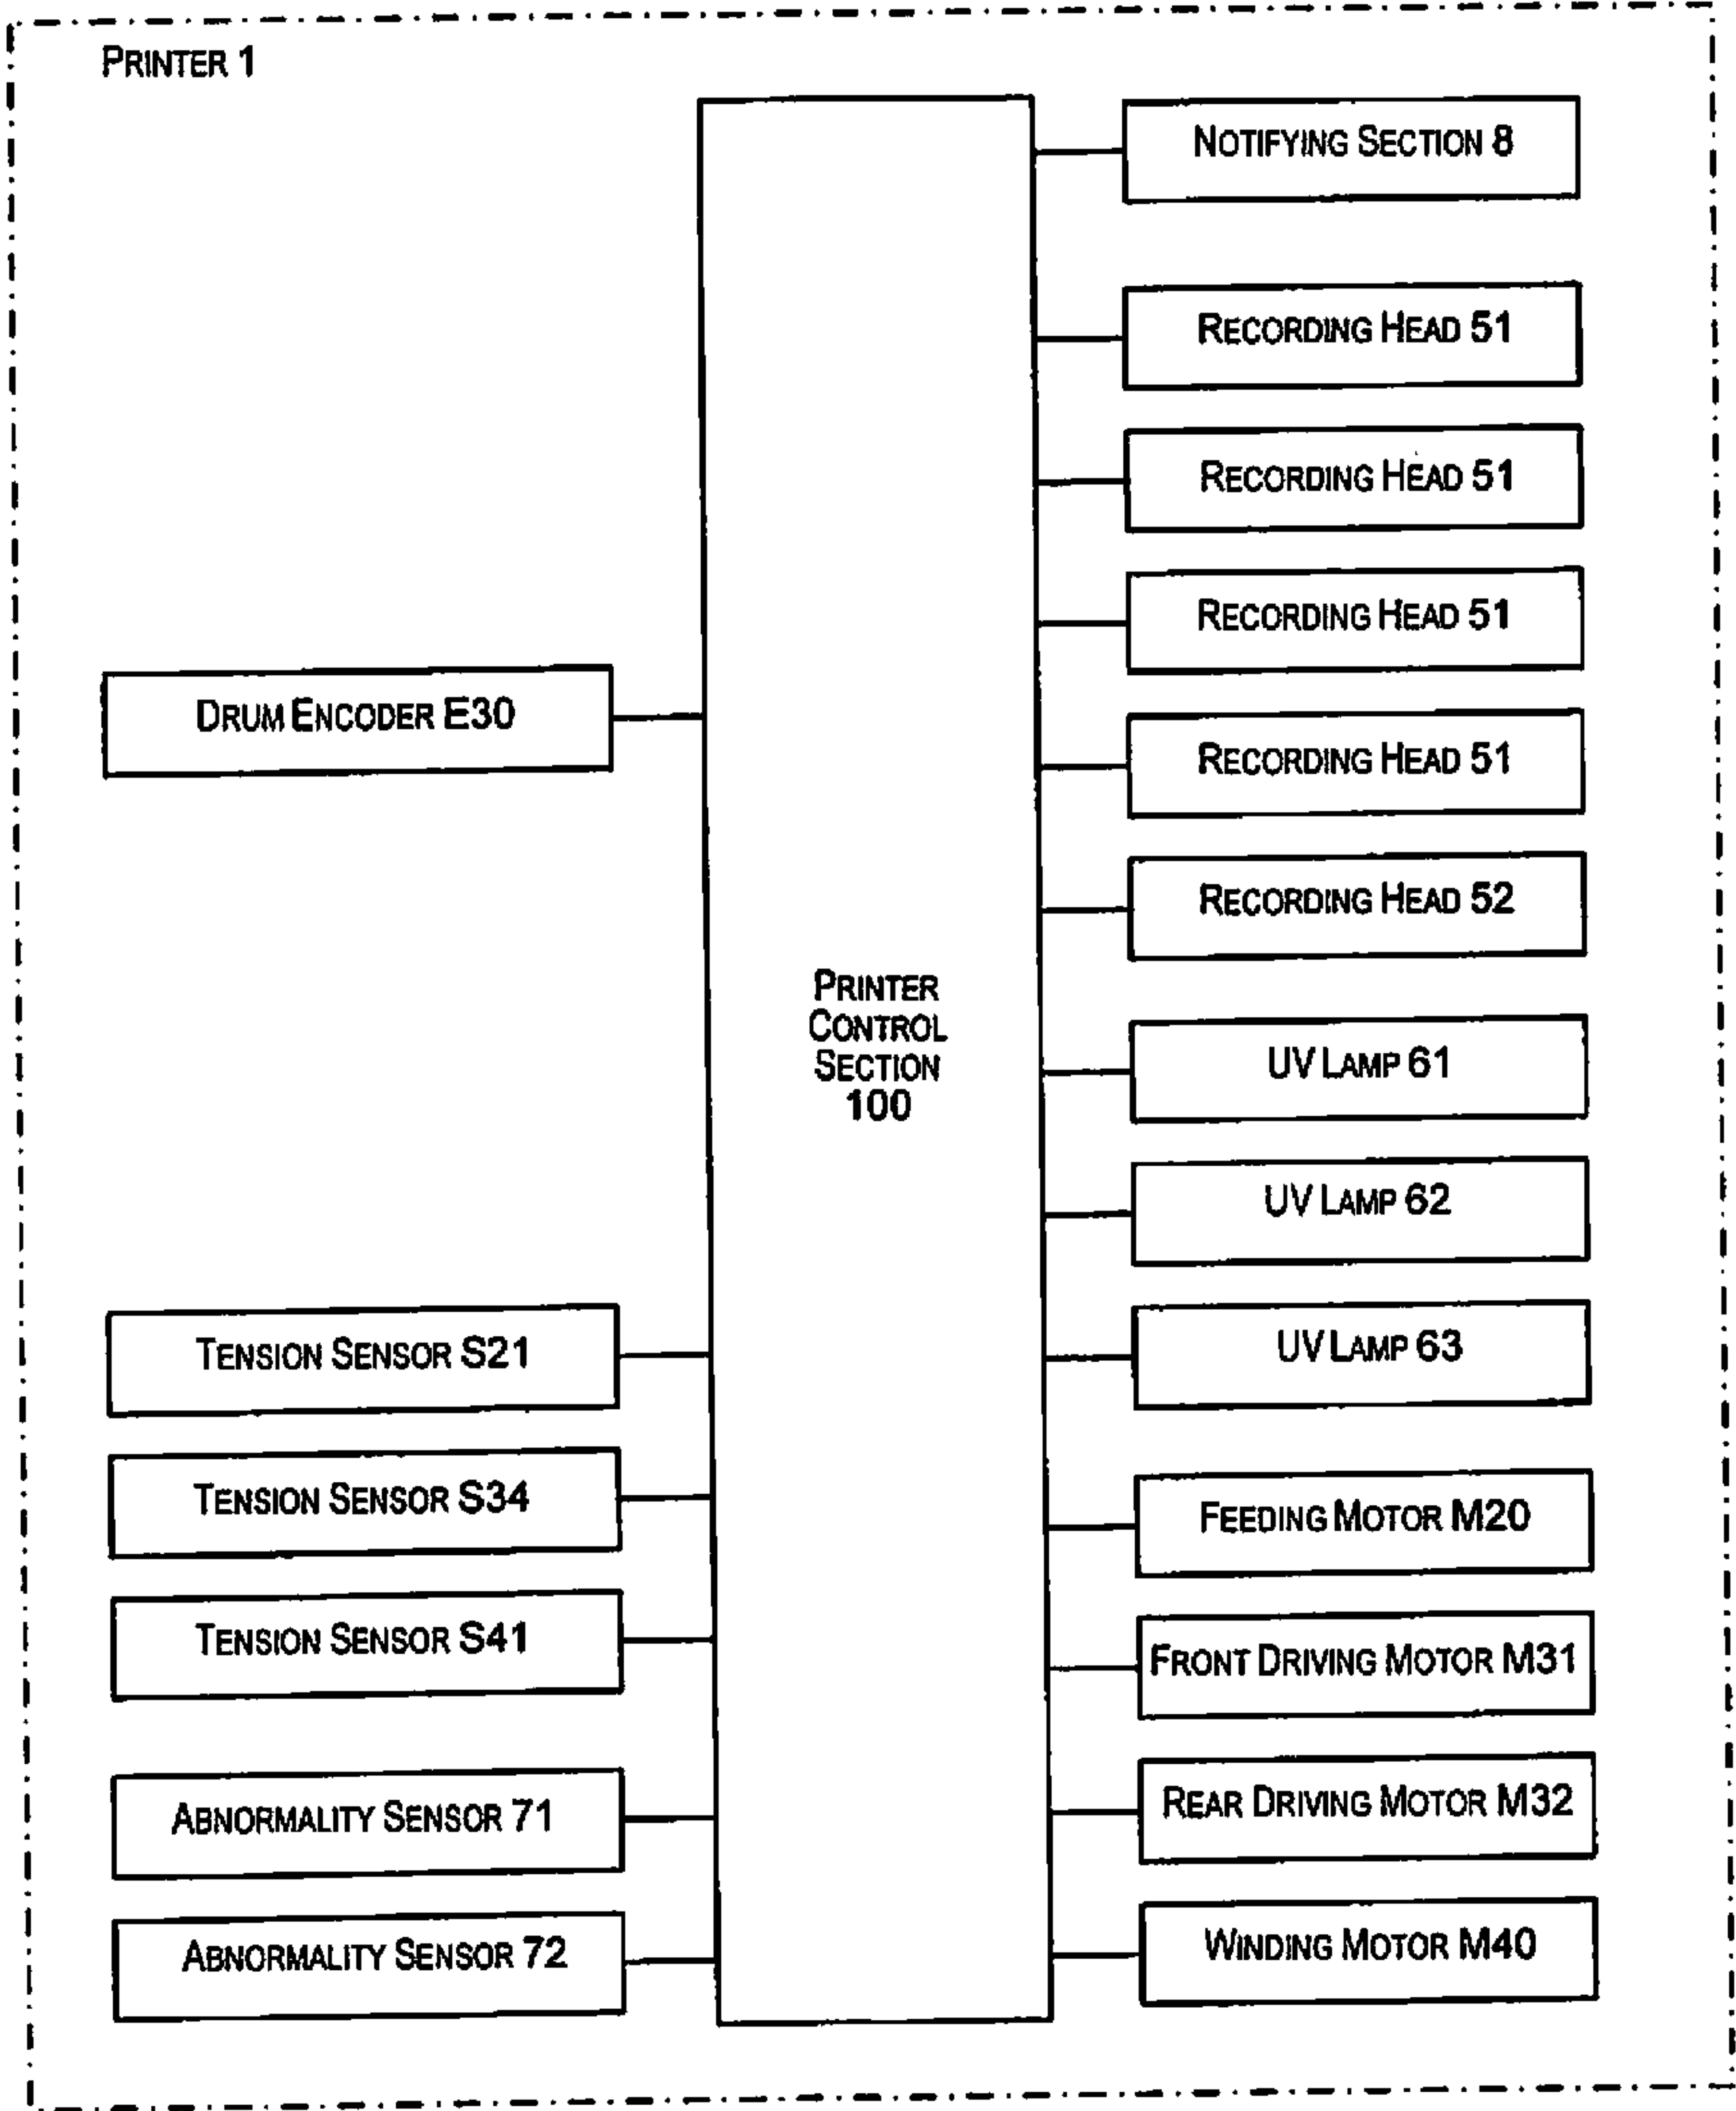 PRINTER 1
NOTIFYING SECTION 8
RECORDING HEAD 51
RECORDING HEAD 51
RECORDING HEAD 51
RECORDING HEAD 51
RECORDING HEAD 52
DRUM ENCODER E30
PRINTER
CONTROL
SECTION
100
UV LAMP 61
UV LAMP 62
UV LAMP 63
TENSION SENSOR S21
TENSION SENSOR S34
TENSION SENSOR S41
ABNORMALITY SENSOR 71
ABNORMALITY SENSOR 72
FEEDING MOTOR M20
FRONT DRIVING MOTOR M31
REAR DRIVING MOTOR M32
WINDING MOTOR M40